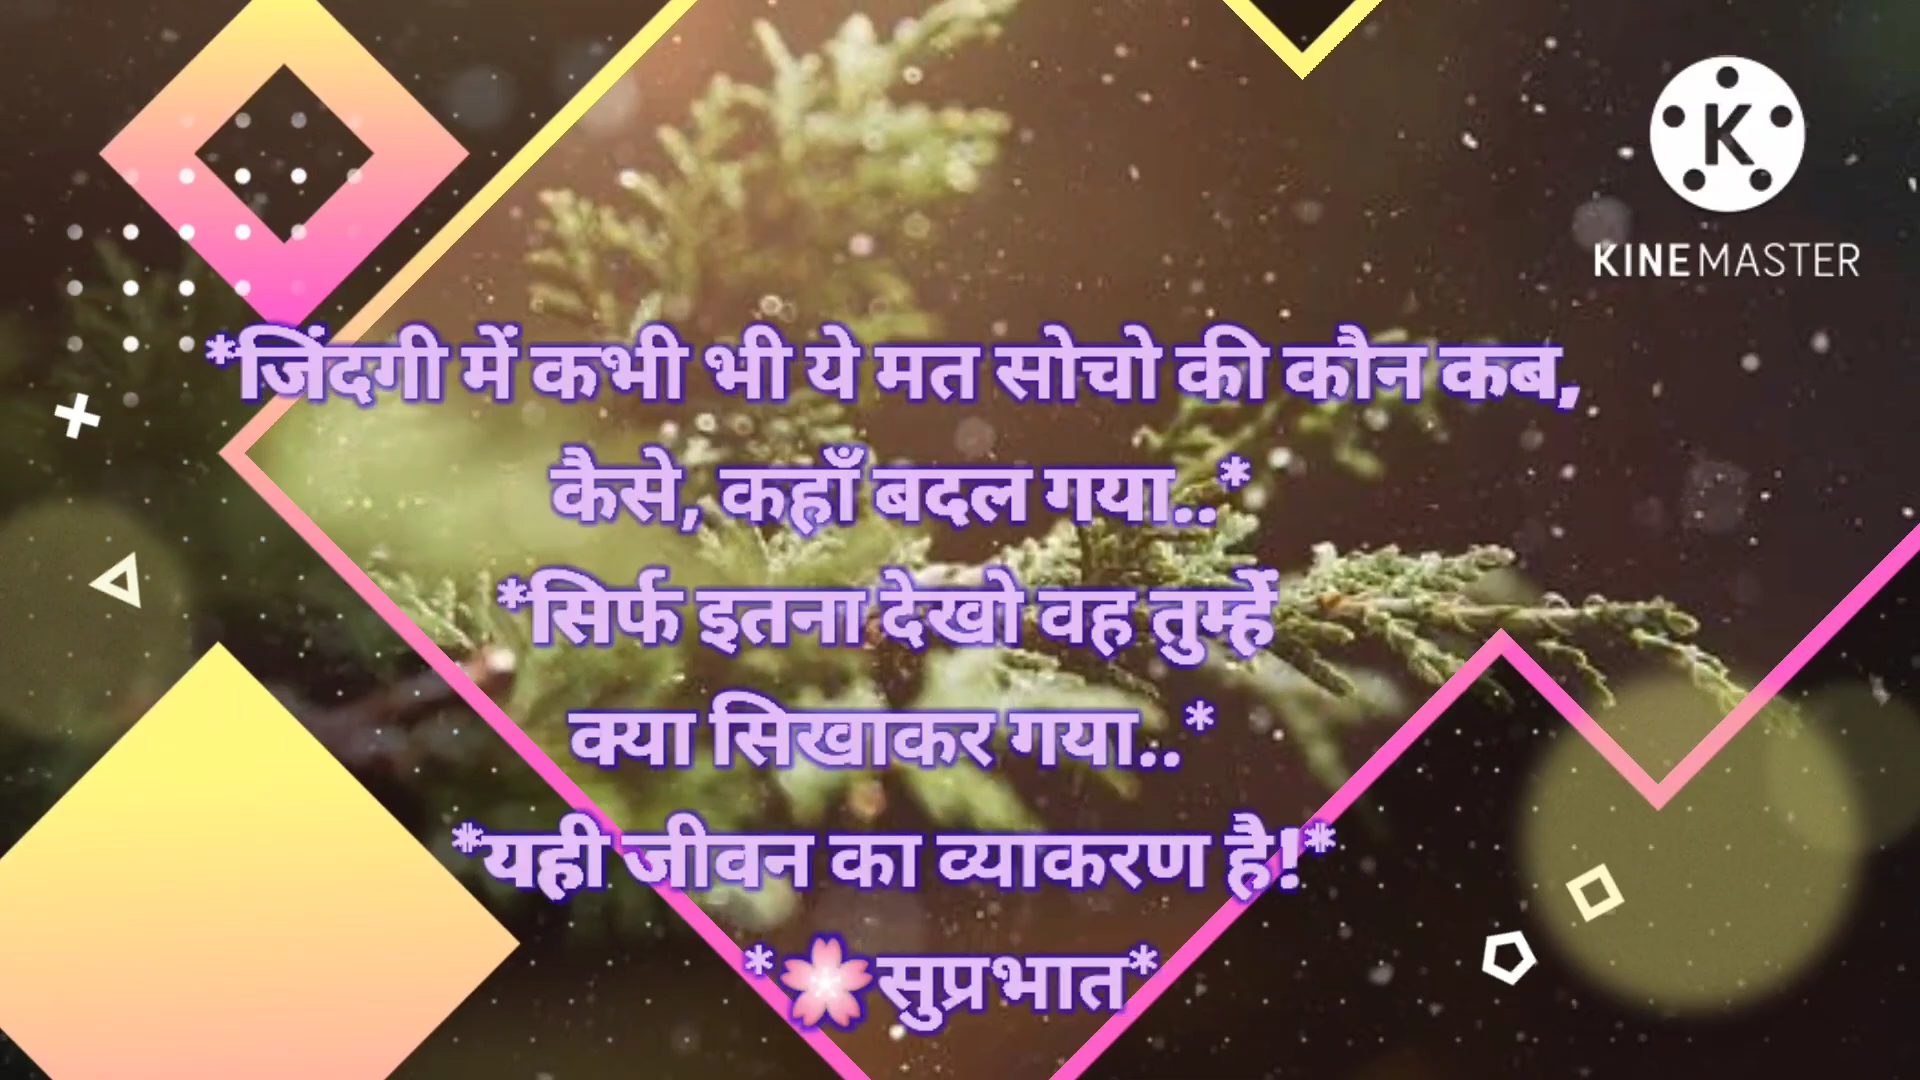 KINEMASTER
*जिंदगी में कभी भी ये मत सोचो की कौन कब,
कैसे, कहाँ बदल गया..*
*सिर्फ इतना देखो वह तुम्हें
क्या सिखाकर गया..*
*यही जीवन का व्याकरण है!*
*🌸सुप्रभात*